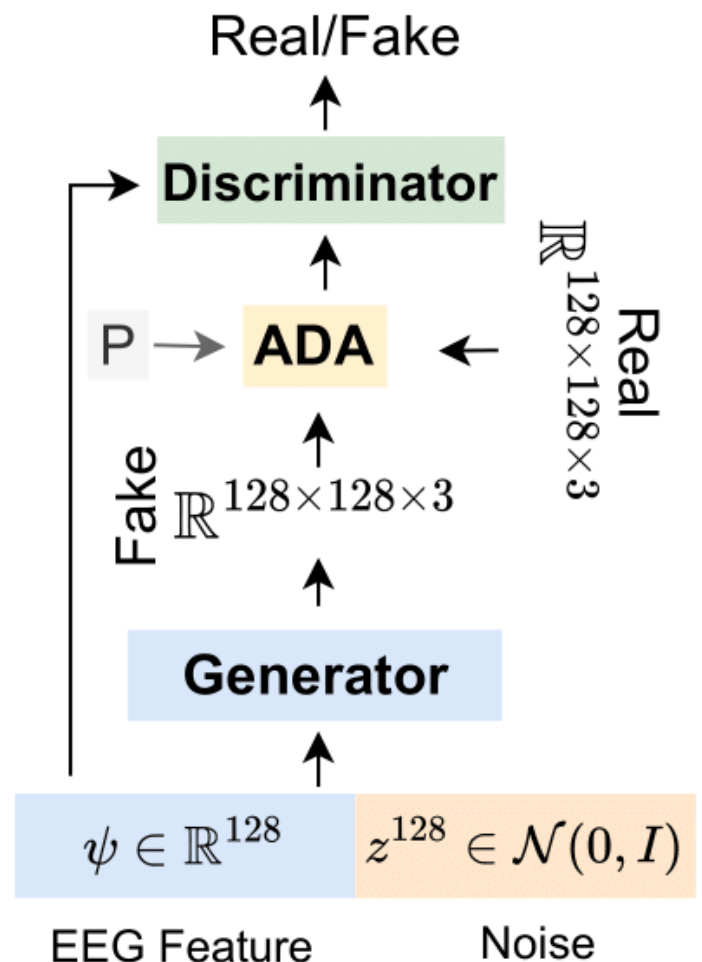 Real/Fake
Discriminator
P
ADA
Real
ℝ^{128×128×3}
Fake
ℝ^{128×128×3}
Generator
ψ ∈ ℝ^{128}
z^{128} ∈ 𝒩(0, I)
EEG Feature
Noise